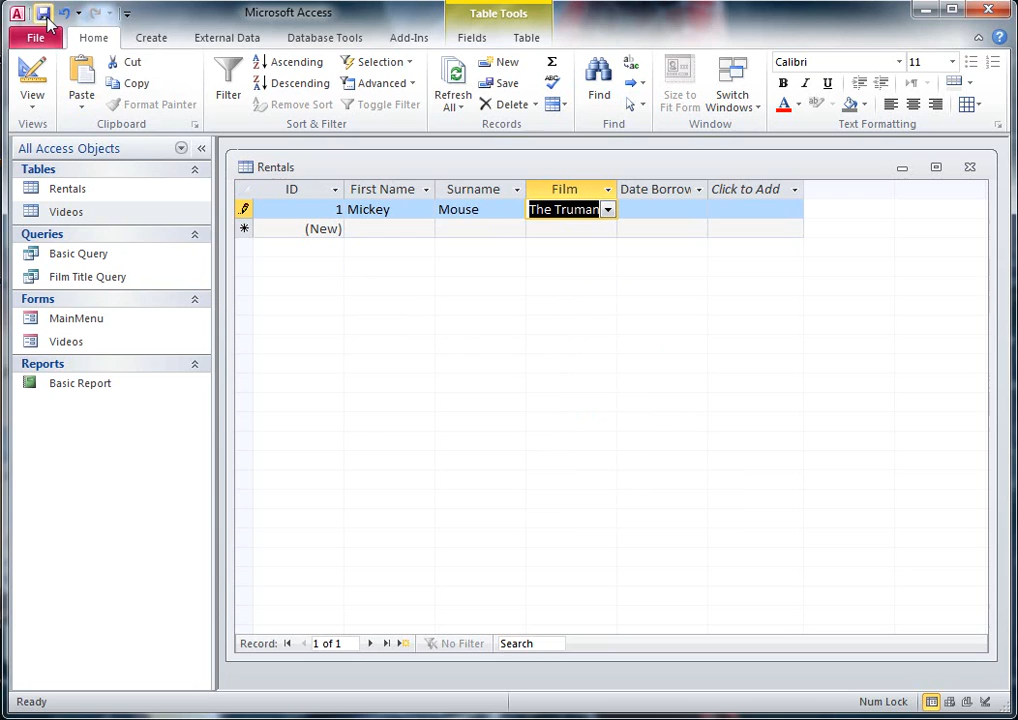 A Microsoft Access Table Tools
File Home Create External Data Database Tools Add-Ins Fields Table ?
View Paste Cut Copy Format Painter Filter Ascending Descending Remove Sort Selection Advanced Toggle Filter Refresh All New Save Delete Find Size to Fit Form Switch Windows Calibri 11 B I U A
Views Clipboard Sort & Filter Records Find Window Text Formatting
All Access Objects
Tables
Rentals
Videos
Queries
Basic Query
Film Title Query
Forms
MainMenu
Videos
Reports
Basic Report
Rentals
ID First Name Surname Film Date Borrow Click to Add
1 Mickey Mouse The Truman
(New)
Record: 1 of 1 No Filter Search
Ready Num Lock